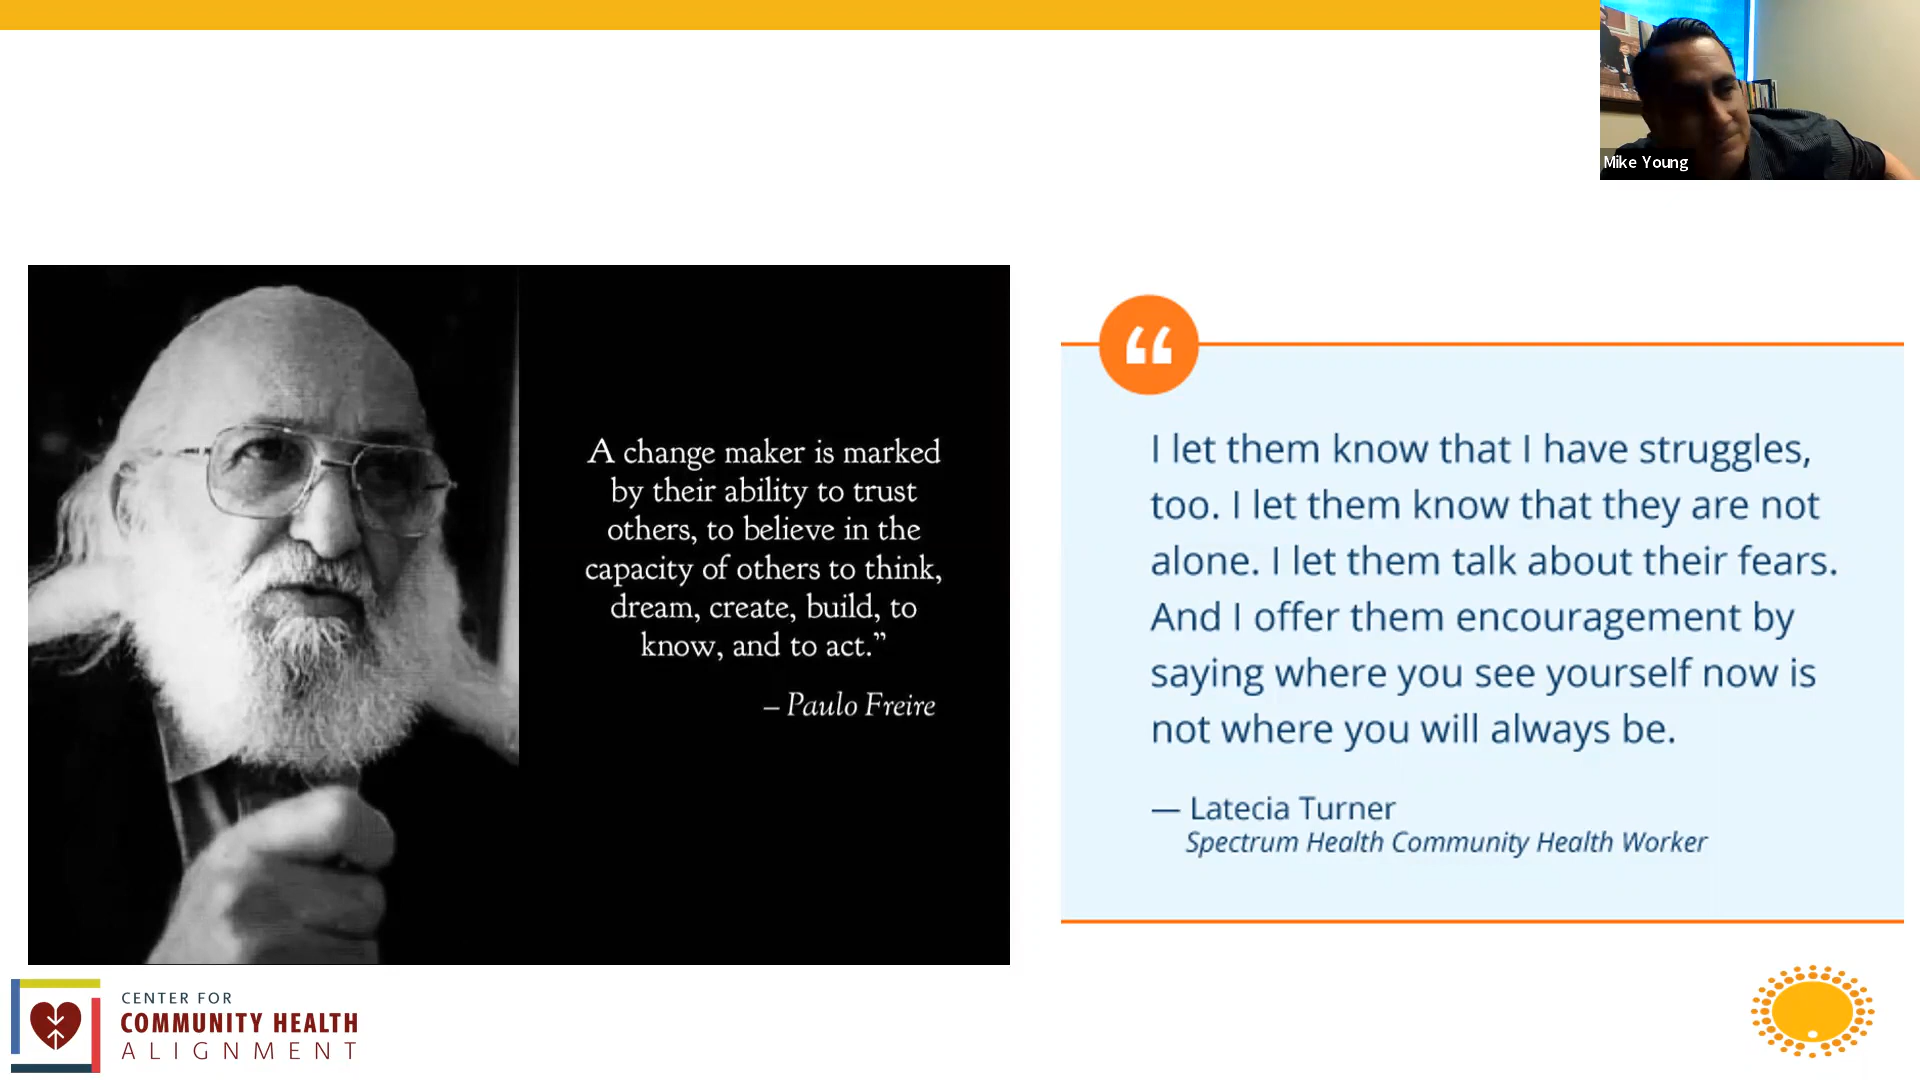 Mike Young
A change maker is marked
by their ability to trust
others, to believe in the
capacity of others to think,
dream, create, build, to
know, and to act.”
– Paulo Freire
“
I let them know that I have struggles,
too. I let them know that they are not
alone. I let them talk about their fears.
And I offer them encouragement by
saying where you see yourself now is
not where you will always be.
— Latecia Turner
Spectrum Health Community Health Worker
CENTER FOR
COMMUNITY HEALTH
ALIGNMENT